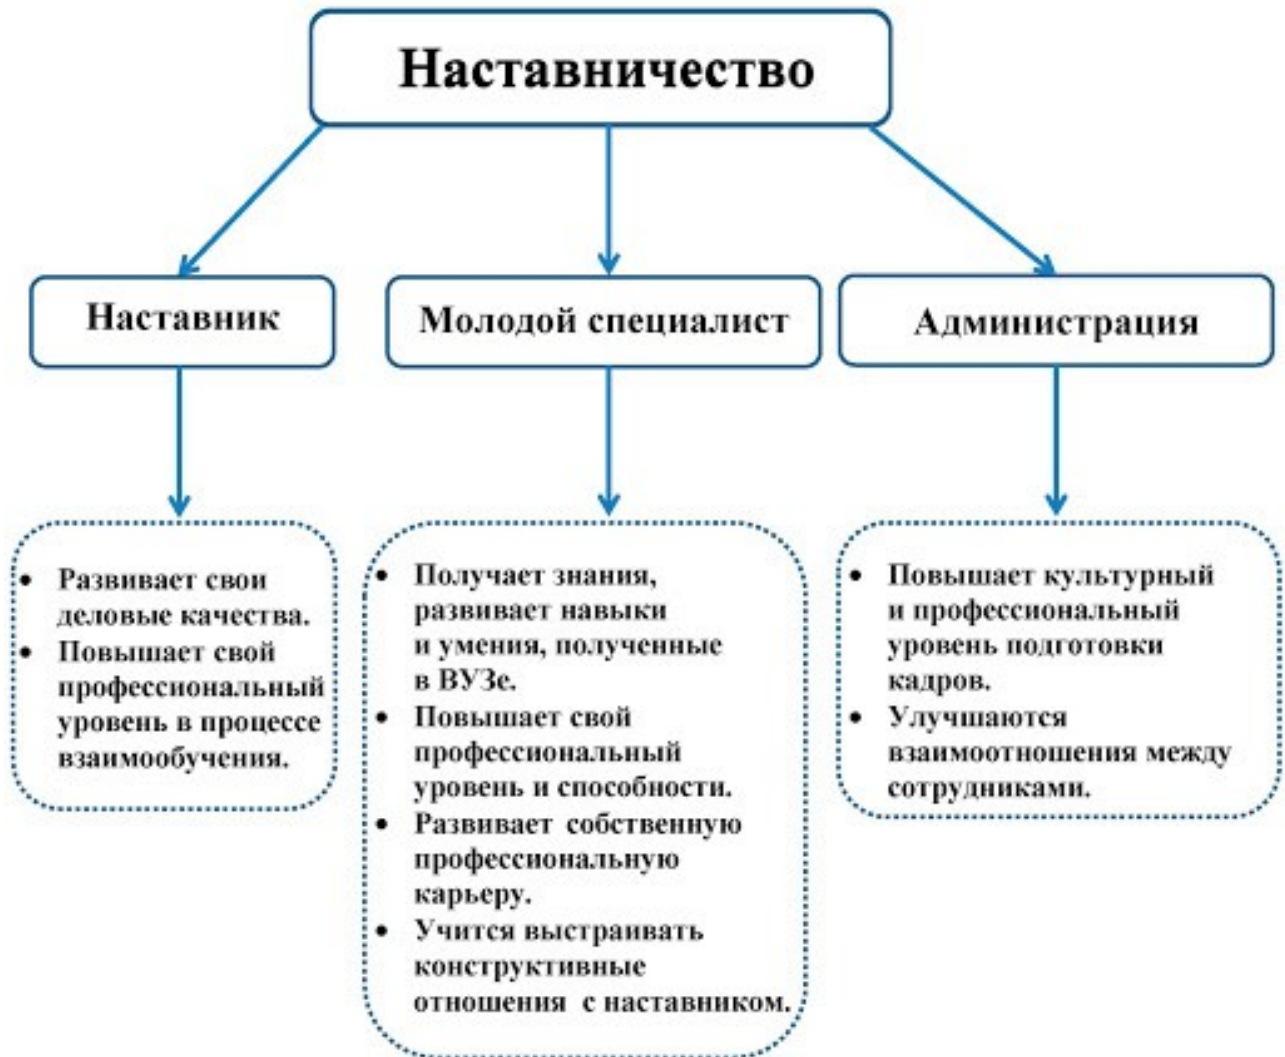 Наставничество
Наставник
Молодой специалист
Администрация
• Развивает свои
деловые качества.
• Повышает свой
профессиональный
уровень в процессе
взаимообучения.
• Получает знания,
развивает навыки
и умения, полученные
в ВУЗе.
• Повышает свой
профессиональный
уровень и способности.
• Развивает собственную
профессиональную
карьеру.
• Учится выстраивать
конструктивные
отношения с наставником.
• Повышает культурный
и профессиональный
уровень подготовки
кадров.
• Улучшаются
взаимоотношения между
сотрудниками.